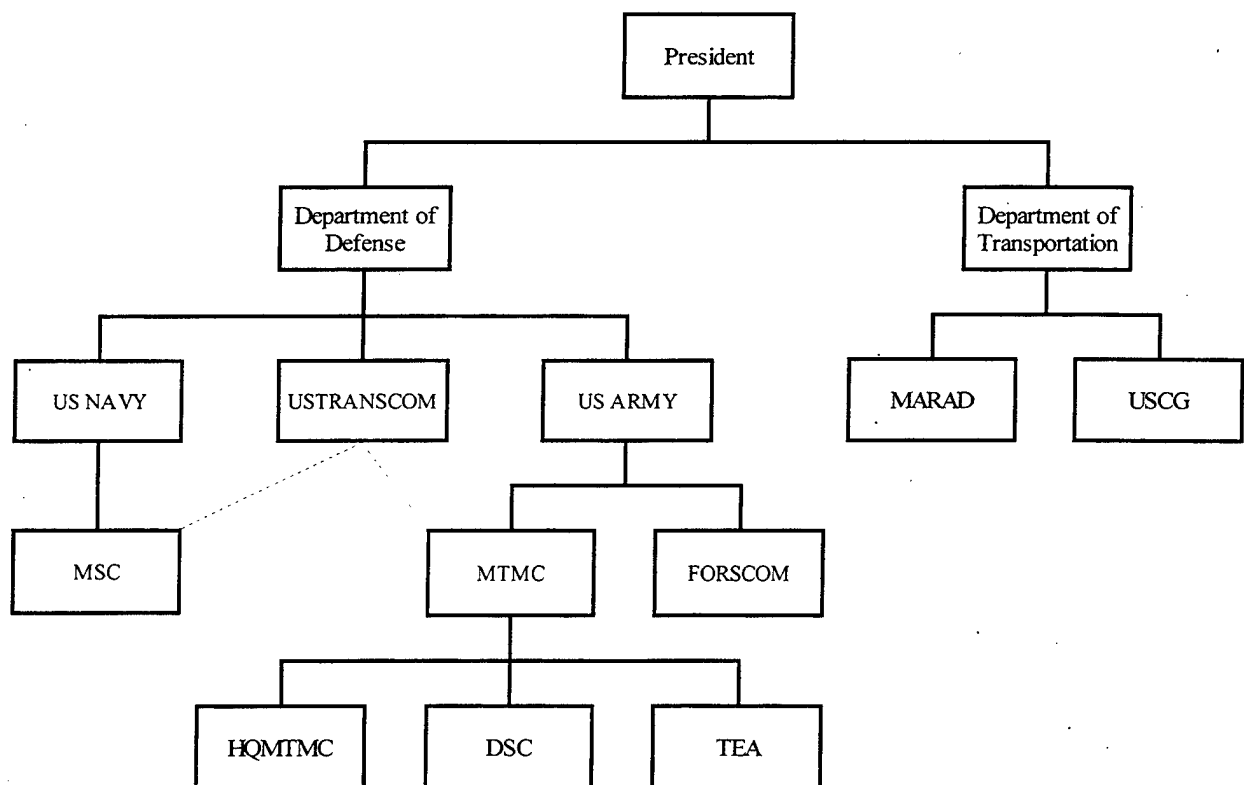 President
Department of
Defense
Department of
Transportation
US NAVY
USTRANSCOM
US ARMY
MARAD
USCG
MSC
MTMC
FORSCOM
HQMTMC
DSC
TEA